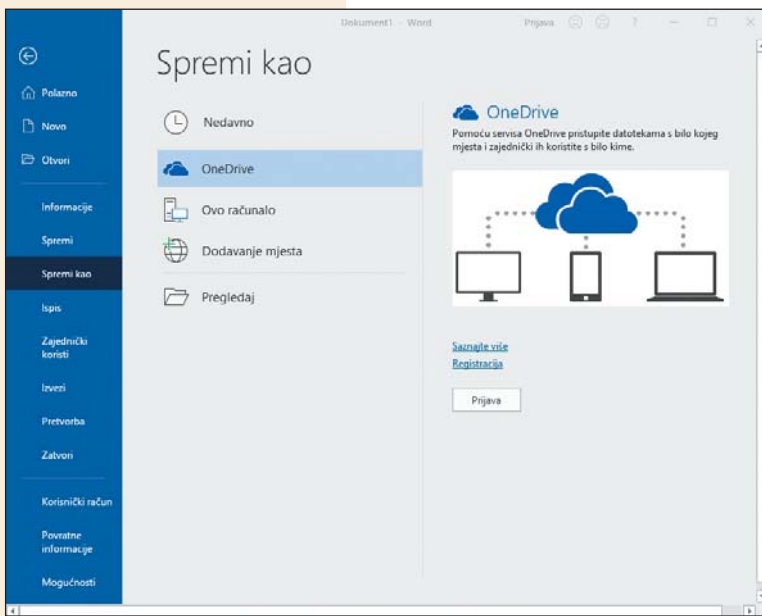 Dokument1 - Word
Prijava
?
Polazno
Novo
Otvori
Informacije
Spremi
Spremi kao
Ispis
Zajednički
koristi
Izvezi
Pretvorba
Zatvori
Korisnički račun
Povratne
informacije
Mogućnosti
Spremi kao
Nedavno
OneDrive
Ovo računalo
Dodavanje mjesta
Pregledaj
OneDrive
Pomoću servisa OneDrive pristupite datotekama s bilo kojeg
mjesta i zajednički ih koristite s bilo kime.
Saznajte više
Registracija
Prijava